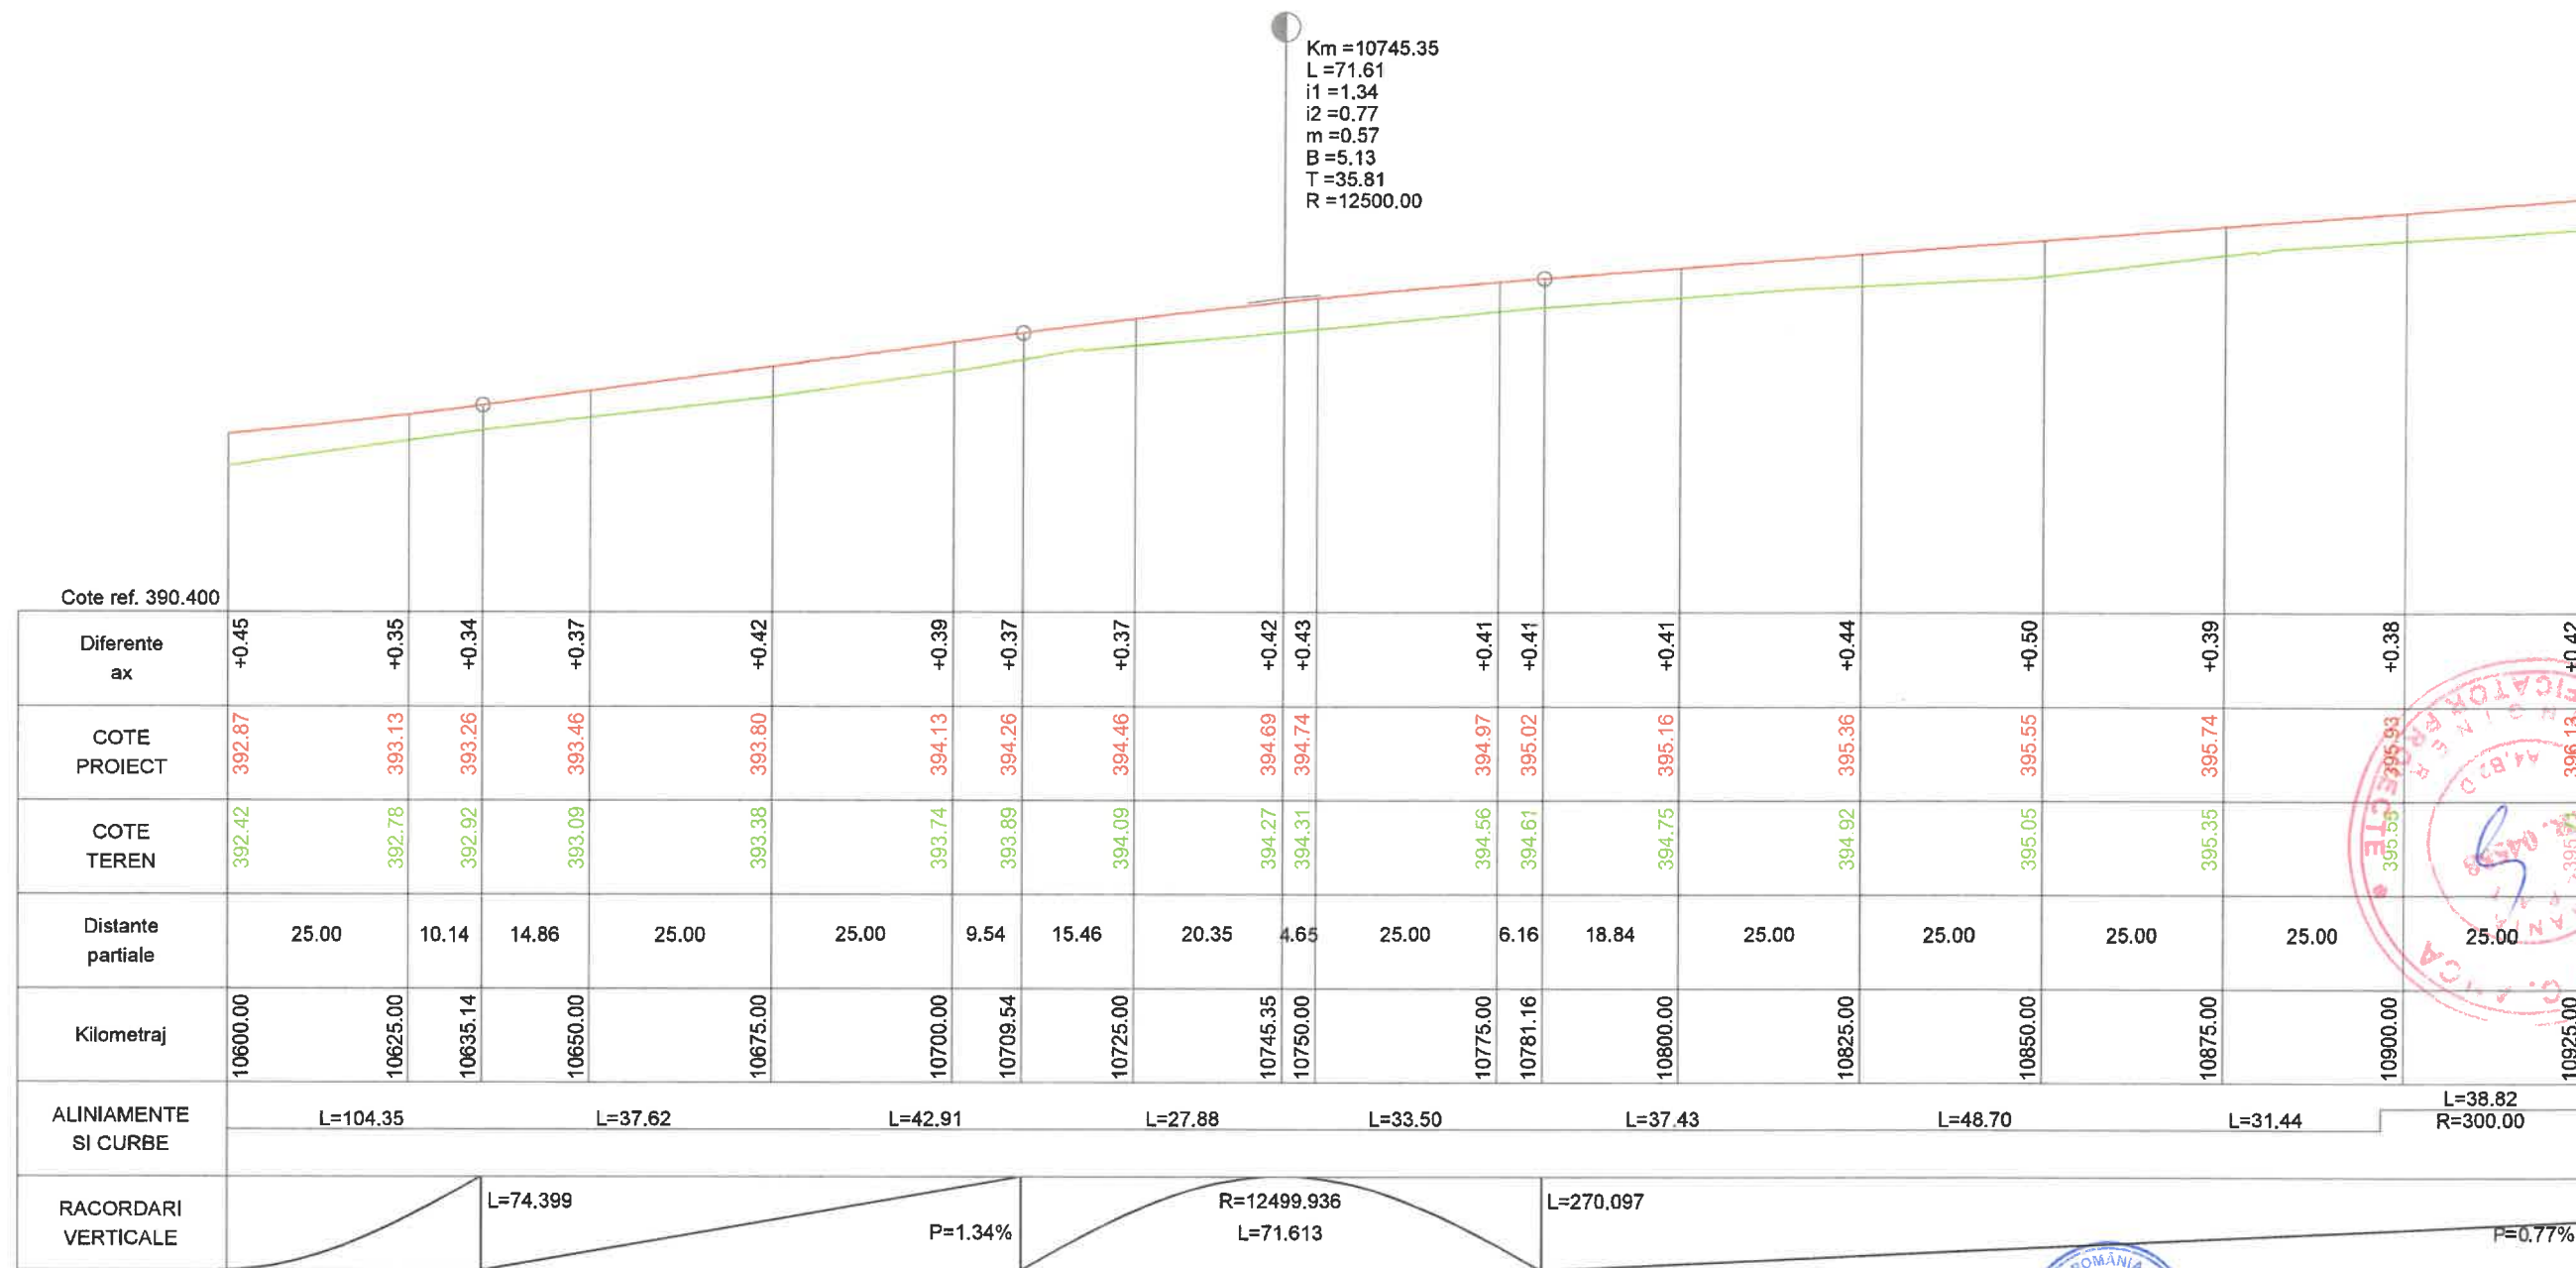 Km =10745.35
L =71.61
i1 =1.34
i2 =0.77
m =0.57
B =5.13
T =35.81
R =12500.00
Cote ref. 390.400
Diferente
ax
+0.45 +0.35 +0.34 +0.37 +0.42 +0.39 +0.37 +0.37 +0.42 +0.43 +0.41 +0.41 +0.41 +0.44 +0.50 +0.39 +0.38 +0.42
COTE
PROIECT
392.87 393.13 393.26 393.46 393.80 394.13 394.26 394.46 394.69 394.74 394.97 395.02 395.16 395.36 395.55 395.74 395.93 396.13
COTE
TEREN
392.42 392.78 392.92 393.09 393.38 393.74 393.89 394.09 394.27 394.31 394.56 394.61 394.75 394.92 395.05 395.35 395.55
Distante
partiale
25.00 10.14 14.86 25.00 25.00 9.54 15.46 20.35 4.65 25.00 6.16 18.84 25.00 25.00 25.00 25.00 25.00
Kilometraj
10600.00 10625.00 10635.14 10650.00 10675.00 10700.00 10709.54 10725.00 10745.35 10750.00 10775.00 10781.16 10800.00 10825.00 10850.00 10875.00 10900.00 10925.00
ALINIAMENTE
SI CURBE
L=104.35 L=37.62 L=42.91 L=27.88 L=33.50 L=37.43 L=48.70 L=31.44
L=38.82
R=300.00
RACORDARI
VERTICALE
L=74.399
P=1.34%
R=12499.936
L=71.613
L=270.097
P=0.77%
ROMÂNIA